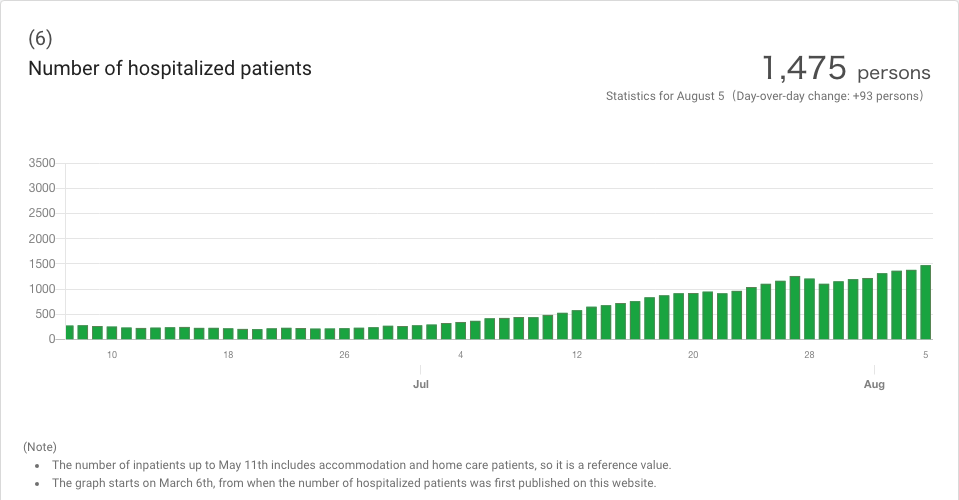 (6)
Number of hospitalized patients
1,475 persons
Statistics for August 5（Day-over-day change: +93 persons）
3500
3000
2500
2000
1500
1000
500
0
10 18 26 4 12 20 28 5
Jul Aug
(Note)
• The number of inpatients up to May 11th includes accommodation and home care patients, so it is a reference value.
• The graph starts on March 6th, from when the number of hospitalized patients was first published on this website.